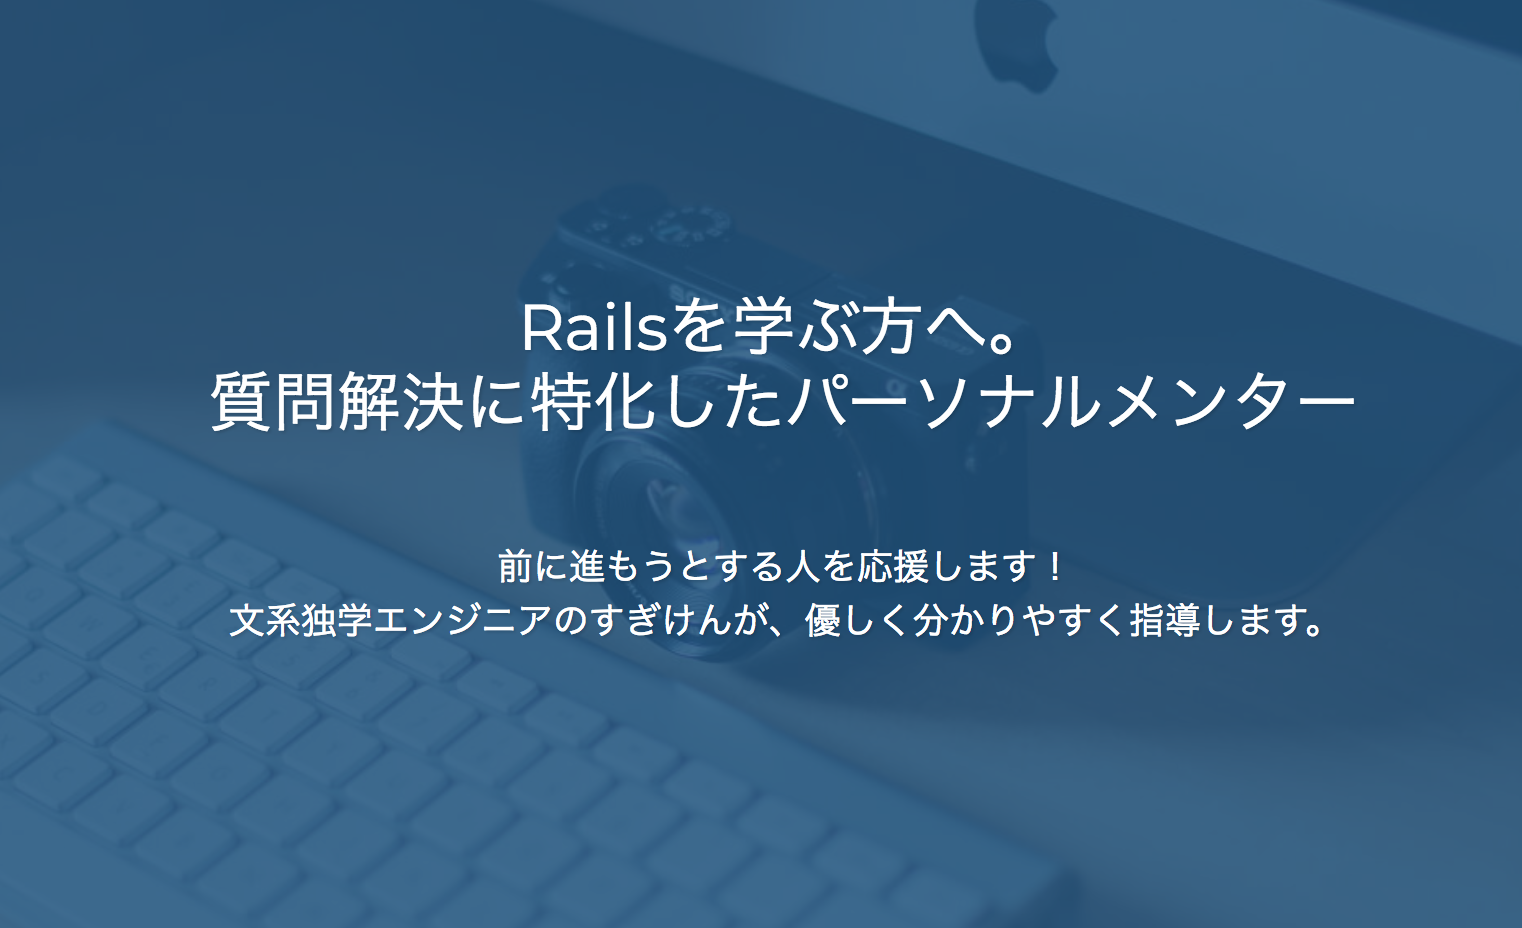 Railsを学ぶ方へ。
質問解決に特化したパーソナルメンター
前に進もうとする人を応援します！
文系独学エンジニアのすぎけんが、優しく分かりやすく指導します。